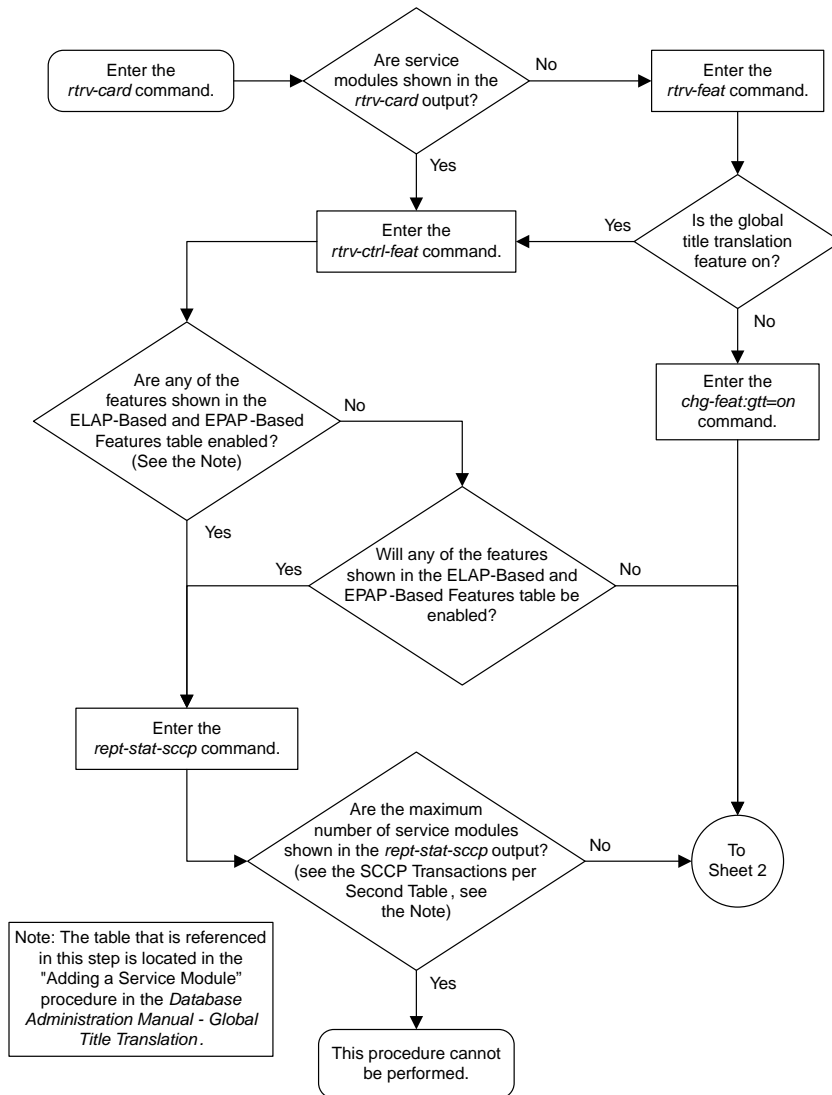 Enter the
rtrv-card command.
Are service
modules shown in the
rtrv-card output?
No
Enter the
rtrv-feat command.
Yes
Enter the
rtrv-ctrl-feat command.
Yes
Is the global
title translation
feature on?
No
Enter the
chg-feat:gtt=on
command.
Are any of the
features shown in the
ELAP-Based and EPAP-Based
Features table enabled?
(See the Note)
No
Yes
Will any of the features
shown in the ELAP-Based and
EPAP-Based Features table be
enabled?
Yes
No
Enter the
rept-stat-sccp command.
Are the maximum
number of service modules
shown in the rept-stat-sccp output?
(see the SCCP Transactions per
Second Table, see
the Note)
No
To
Sheet 2
Yes
This procedure cannot
be performed.
Note: The table that is referenced
in this step is located in the
"Adding a Service Module”
procedure in the Database
Administration Manual - Global
Title Translation.